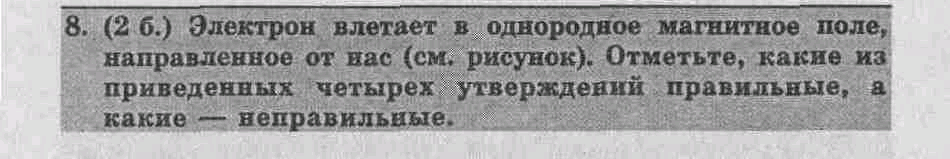 8. (2 б.) Электрон влетает в однородное магнитное поле,
направленное от нас (см. рисунок). Отметьте, какие из
приведенных четырех утверждений правильные, а
какие — неправильные.